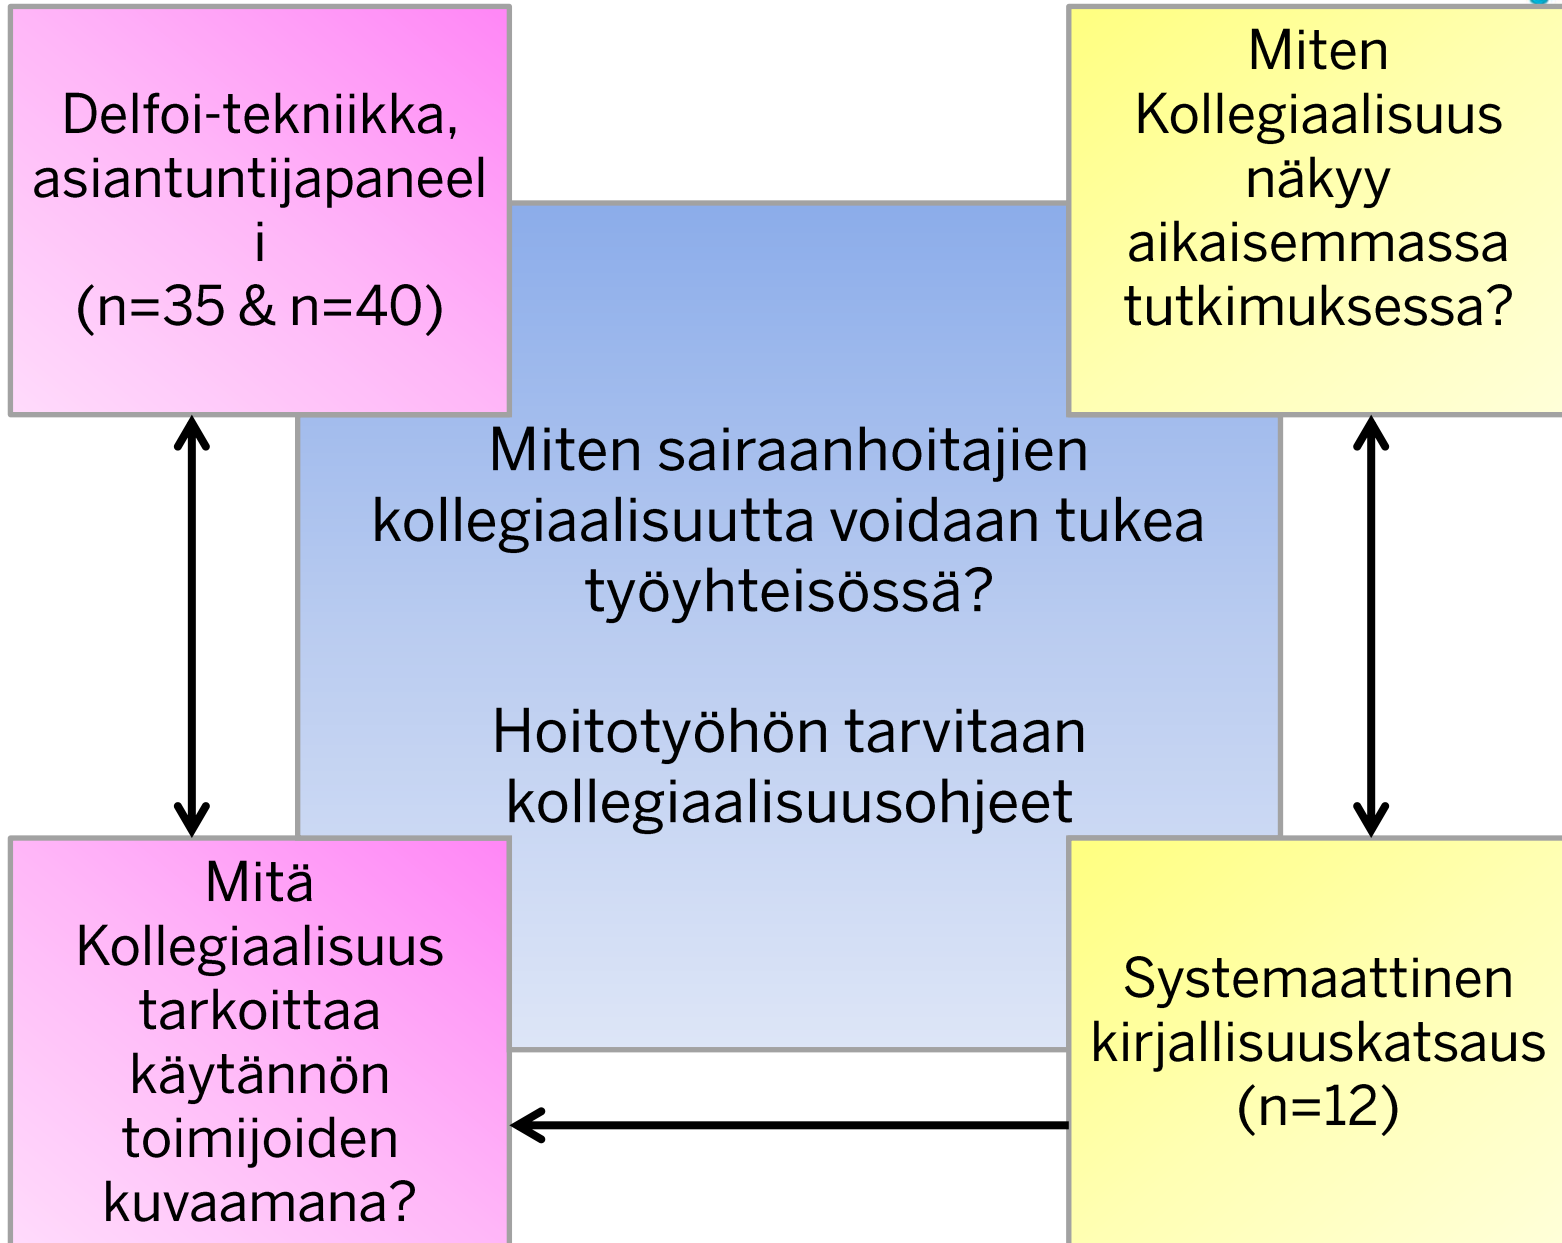 Delfoi-tekniikka,
asiantuntijapaneel
i
(n=35 & n=40)
Miten
Kollegiaalisuus
näkyy
aikaisemmassa
tutkimuksessa?
Miten sairaanhoitajien
kollegiaalisuutta voidaan tukea
työyhteisössä?
Hoitotyöhön tarvitaan
kollegiaalisuusohjeet
Mitä
Kollegiaalisuus
tarkoittaa
käytännön
toimijoiden
kuvaamana?
Systemaattinen
kirjallisuuskatsaus
(n=12)